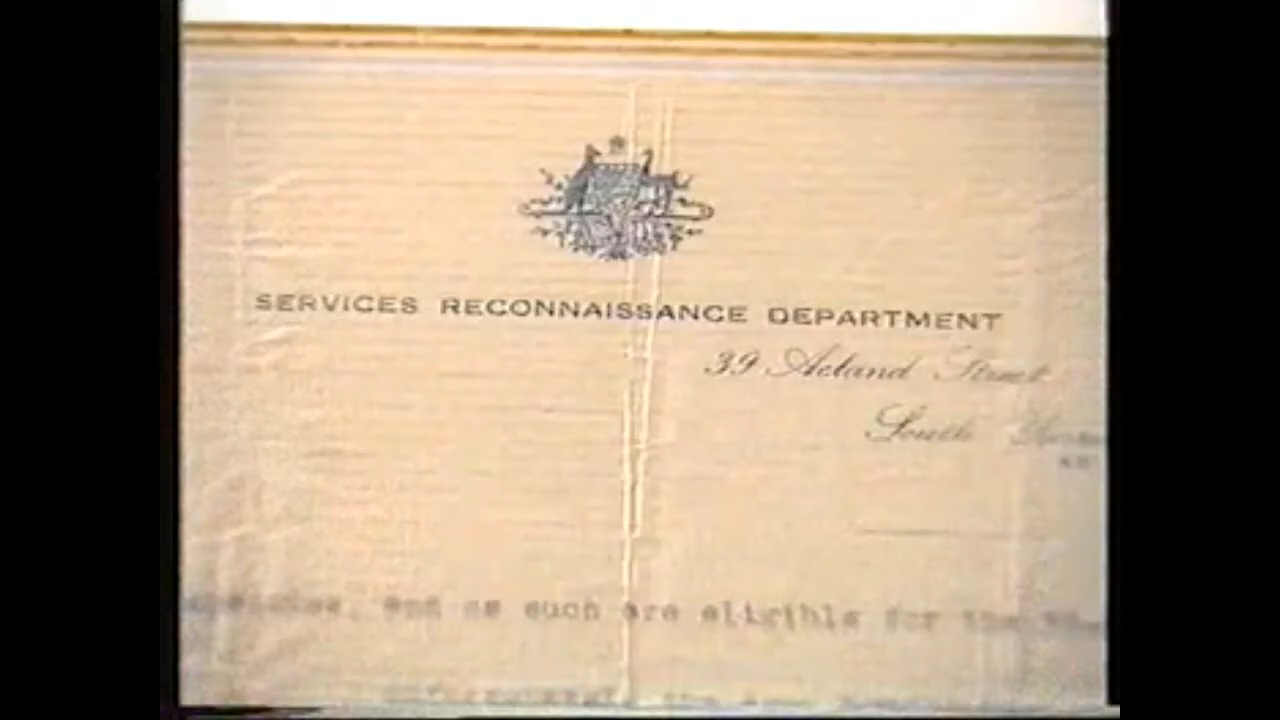 SERVICES RECONNAISSANCE DEPARTMENT
39 Acland Street
South
and as such are eligible for the